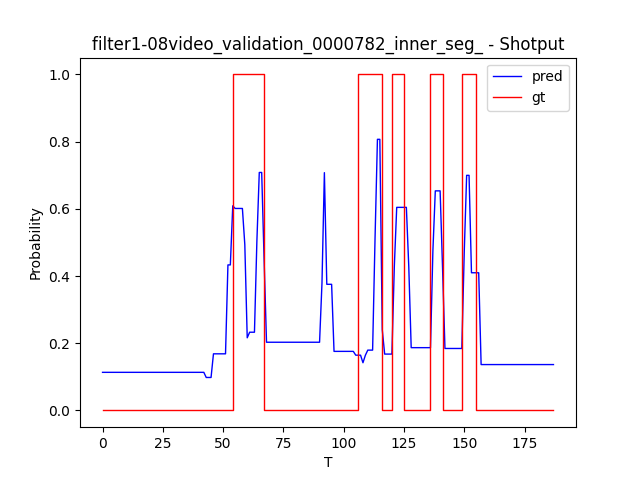 filter1-08video_validation_0000782_inner_seg_ - Shotput
pred
gt
1.0
0.8
0.6
0.4
0.2
0.0
Probability
0 25 50 75 100 125 150 175
T